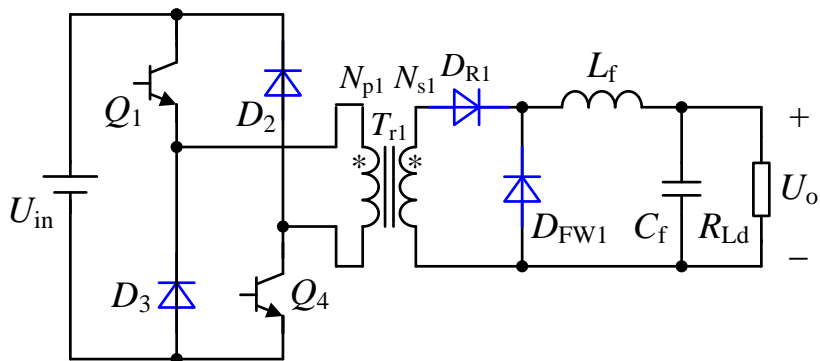 N_p1 N_s1 D_R1 L_f
Q_1 D_2 T_r1 +
* *
U_in D_FW1 C_f R_Ld U_o
D_3 Q_4 −